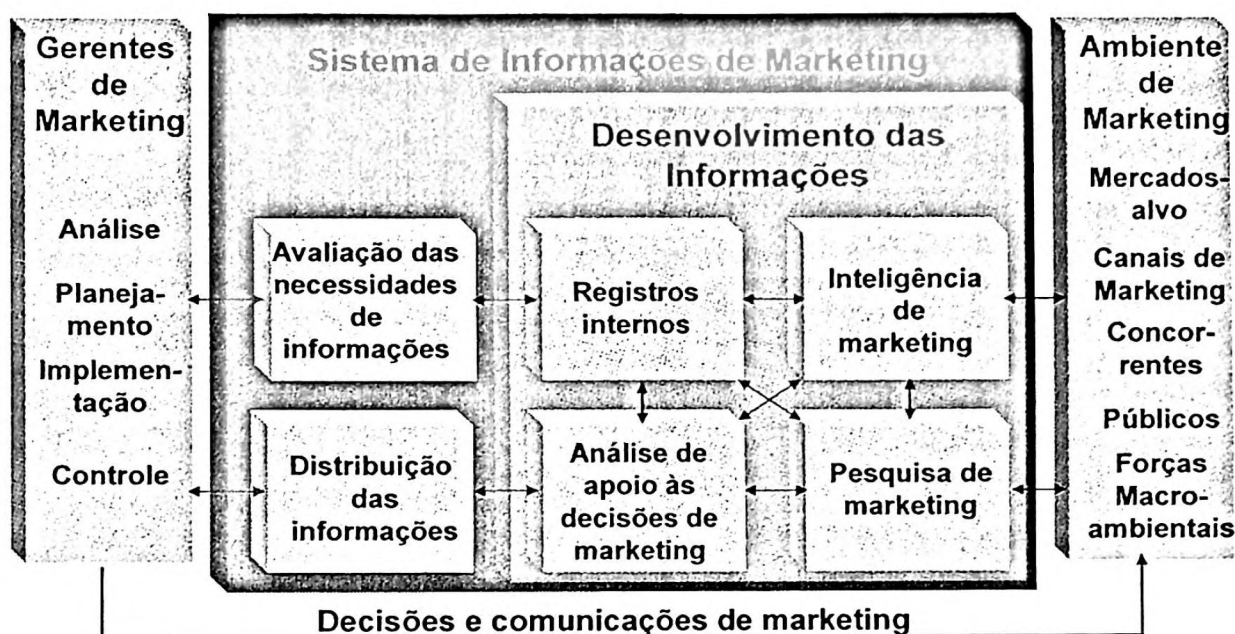 Gerentes
de
Marketing
Análise
Planeja-
mento
Implemen-
tação
Controle
Sistema de Informações de Marketing
Desenvolvimento das
Informações
Avaliação das
necessidades
de
informações
Registros
internos
Inteligência
de
marketing
Distribuição
das
informações
Análise de
apoio às
decisões de
marketing
Pesquisa de
marketing
Ambiente
de
Marketing
Mercados-
alvo
Canais de
Marketing
Concor-
rentes
Públicos
Forças
Macro-
ambientais
Decisões e comunicações de marketing